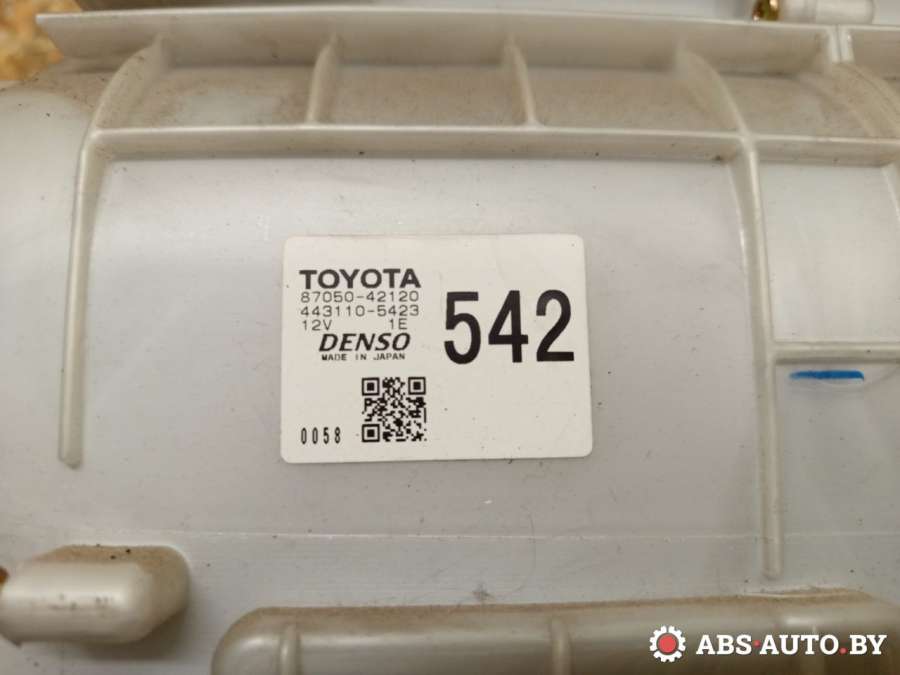 TOYOTA
87050-42120
443110-5423
12V 1E
DENSO
MADE IN JAPAN
542
0058
ABS-AUTO.BY